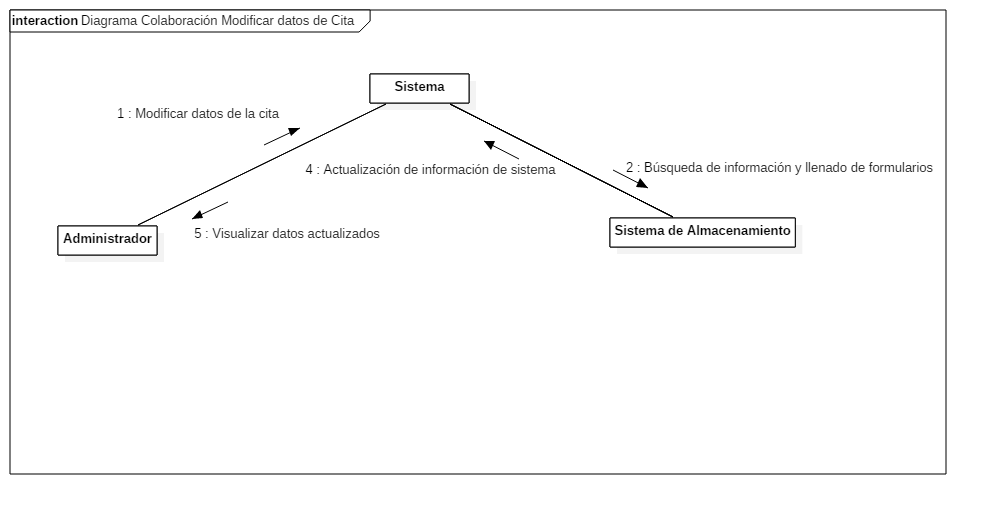 interaction Diagrama Colaboración Modificar datos de Cita
Sistema
1 : Modificar datos de la cita
4 : Actualización de información de sistema
2 : Búsqueda de información y llenado de formularios
Administrador
5 : Visualizar datos actualizados
Sistema de Almacenamiento